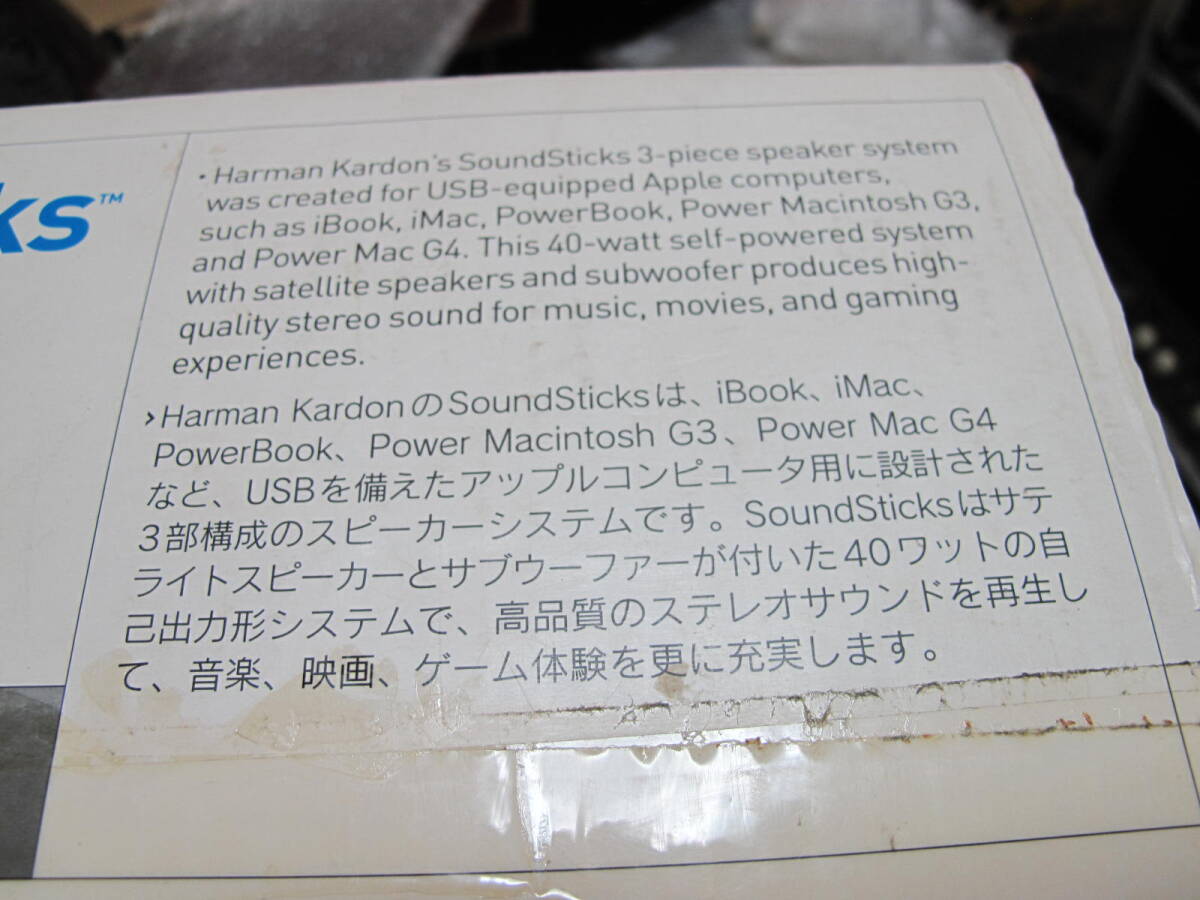 ks™
· Harman Kardon's SoundSticks 3-piece speaker system
was created for USB-equipped Apple computers,
such as iBook, iMac, PowerBook, Power Macintosh G3,
and Power Mac G4. This 40-watt self-powered system
with satellite speakers and subwoofer produces high-
quality stereo sound for music, movies, and gaming
experiences.
›Harman KardonのSoundSticksは、iBook、iMac、
PowerBook、Power Macintosh G3、Power Mac G4
など、USBを備えたアップルコンピュータ用に設計された
3部構成のスピーカーシステムです。SoundSticksはサテ
ライトスピーカーとサブウーファーが付いた40ワットの自
己出力形システムで、高品質のステレオサウンドを再生し
て、音楽、映画、ゲーム体験を更に充実します。